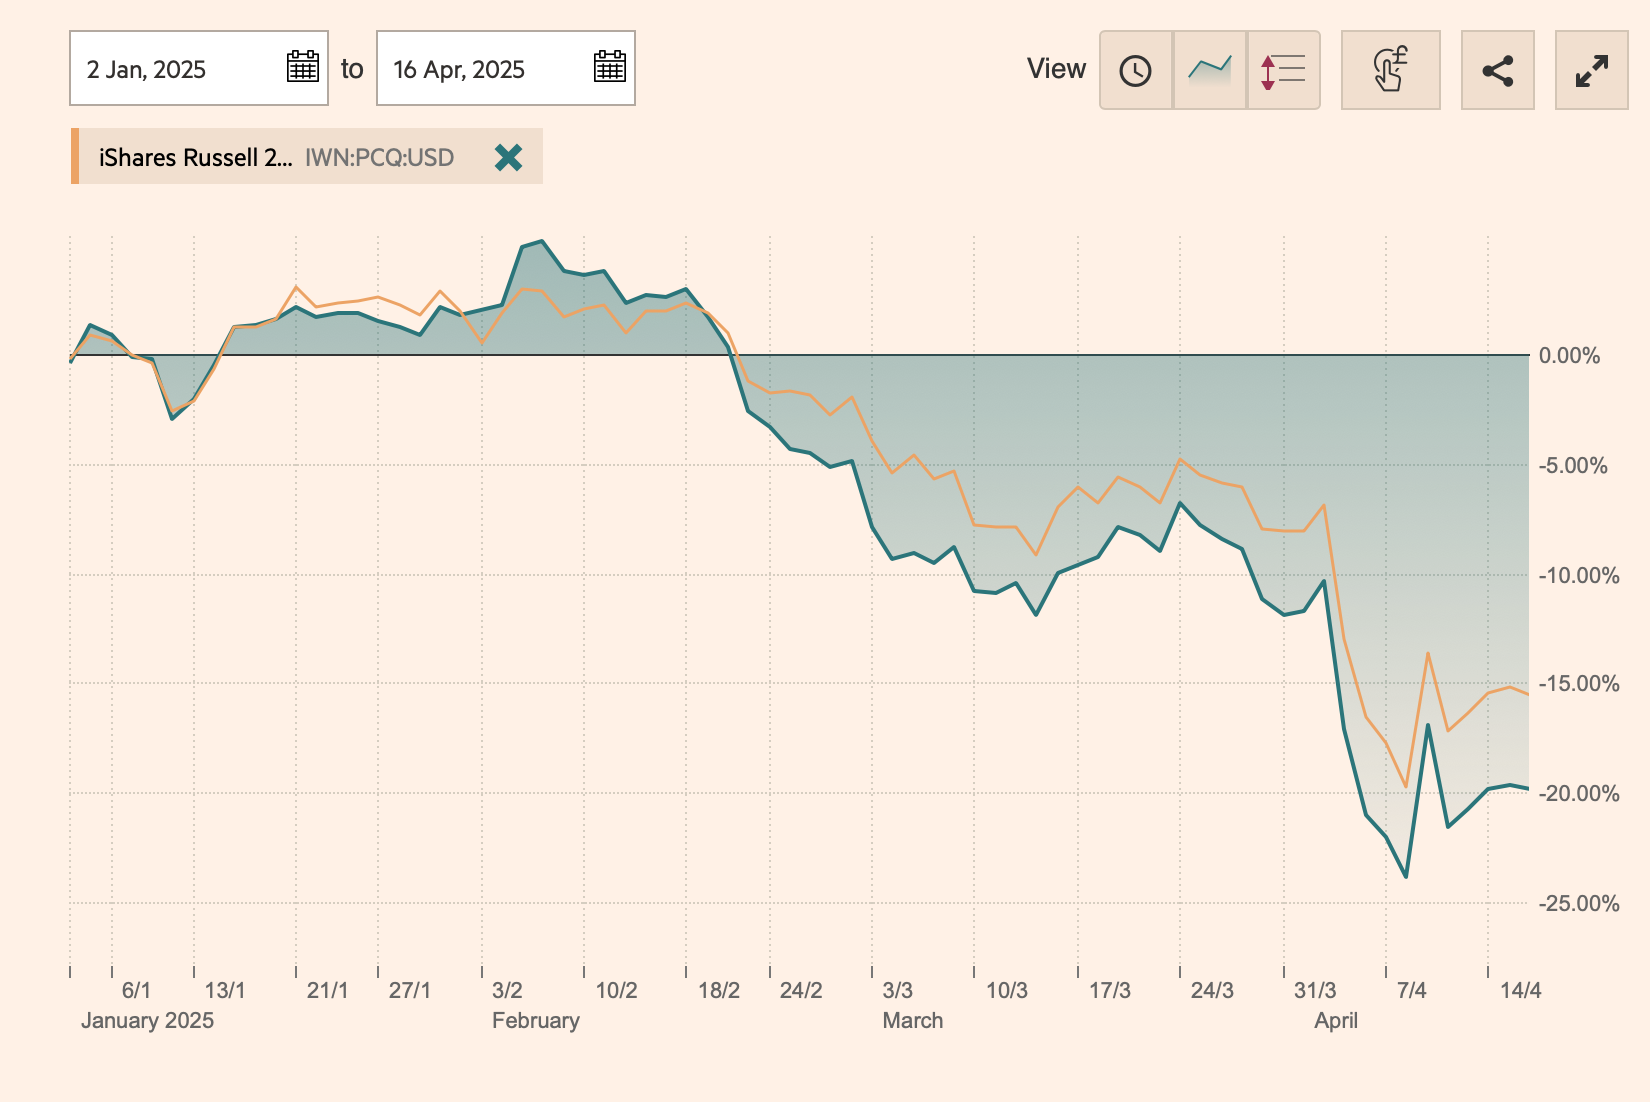 2 Jan, 2025 to 16 Apr, 2025 View
iShares Russell 2... IWN:PCQ:USD
0.00%
-5.00%
-10.00%
-15.00%
-20.00%
-25.00%
6/1 13/1 21/1 27/1 3/2 10/2 18/2 24/2 3/3 10/3 17/3 24/3 31/3 7/4 14/4
January 2025 February March April